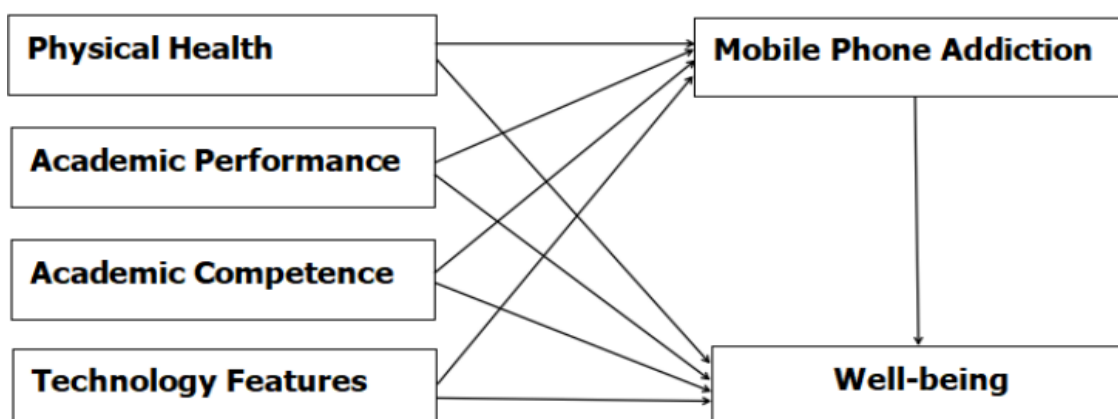 Physical Health
Mobile Phone Addiction
Academic Performance
Academic Competence
Technology Features
Well-being